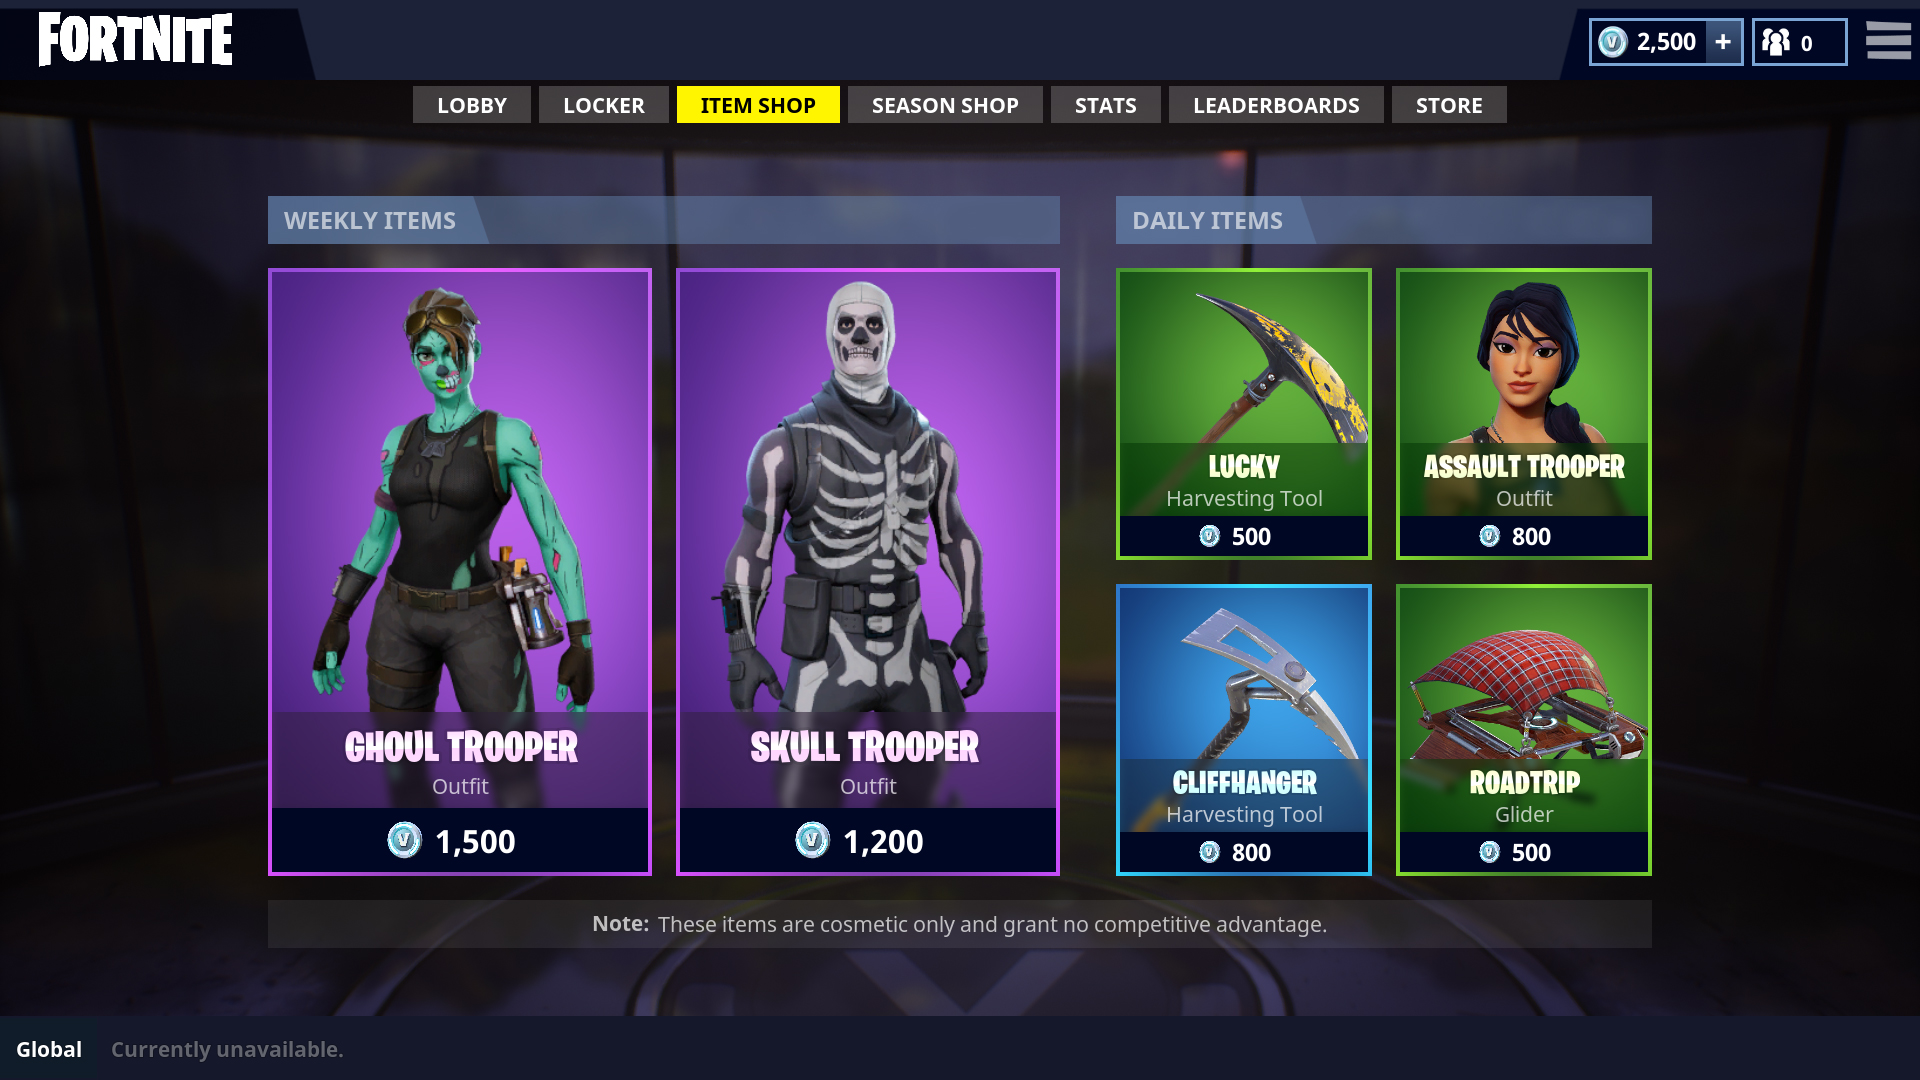 FORTNITE
2,500 +
0
LOBBY LOCKER ITEM SHOP SEASON SHOP STATS LEADERBOARDS STORE
WEEKLY ITEMS
GHOUL TROOPER
Outfit
1,500
SKULL TROOPER
Outfit
1,200
DAILY ITEMS
LUCKY
Harvesting Tool
500
ASSAULT TROOPER
Outfit
800
CLIFFHANGER
Harvesting Tool
800
ROADTRIP
Glider
500
Note: These items are cosmetic only and grant no competitive advantage.
Global Currently unavailable.